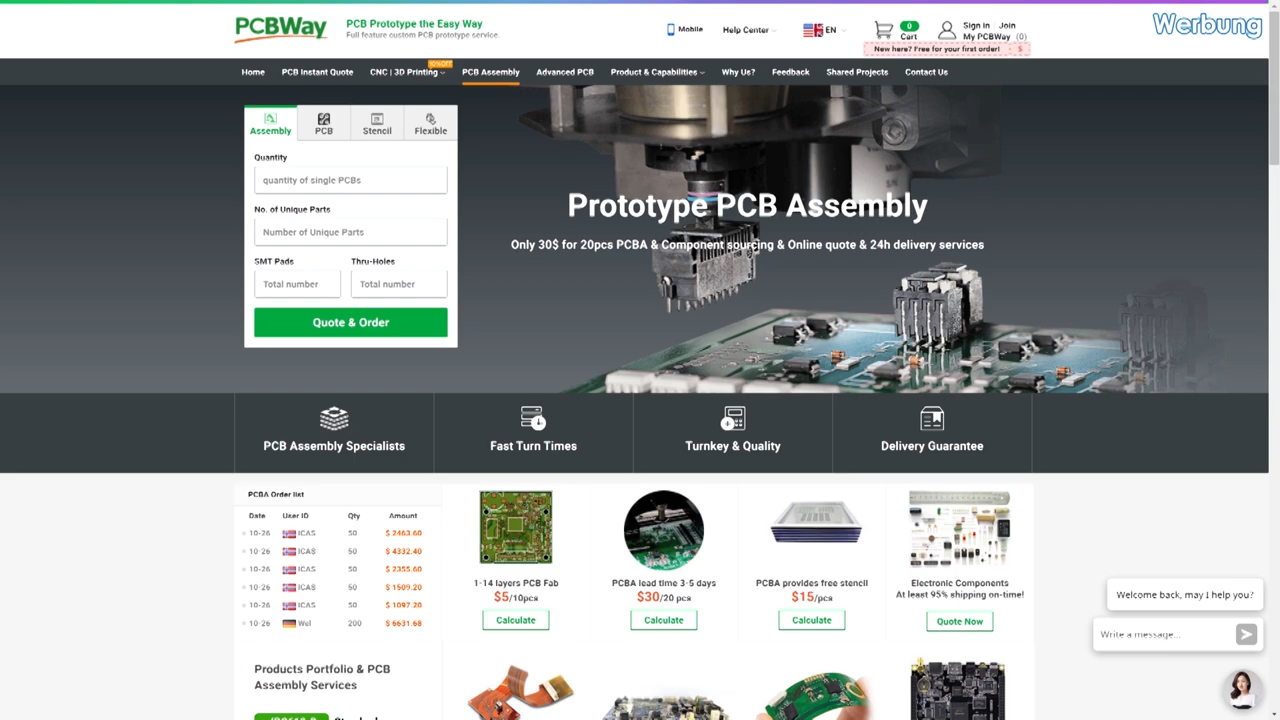 PCBWay
PCB Prototype the Easy Way
Full feature custom PCB prototype service.
Mobile
Help Center
EN
0
Cart
Sign in Join
My PCBWay (0)
New here? Free for your first order! $
Werbung
Home
PCB Instant Quote
CNC | 3D Printing
10%OFF
PCB Assembly
Advanced PCB
Product & Capabilities
Why Us?
Feedback
Shared Projects
Contact Us
Assembly
PCB
Stencil
Flexible
Quantity
quantity of single PCBs
No. of Unique Parts
Number of Unique Parts
SMT Pads Thru-Holes
Total number Total number
Quote & Order
Prototype PCB Assembly
Only 30$ for 20pcs PCBA & Component sourcing & Online quote & 24h delivery services
PCB Assembly Specialists
Fast Turn Times
Turnkey & Quality
Delivery Guarantee
PCBA Order list
Date User ID Qty Amount
10-26 ICAS 50 $ 2463.60
10-26 ICAS 50 $ 4332.40
10-26 ICAS 50 $ 2355.60
10-26 ICAS 50 $ 1509.20
10-26 ICAS 50 $ 1097.20
10-26 Wel 200 $ 6631.68
1-14 layers PCB Fab
$5/10pcs
Calculate
PCBA lead time 3-5 days
$30/20 pcs
Calculate
PCBA provides free stencil
$15/pcs
Calculate
Electronic Components
At least 95% shipping on-time!
Quote Now
Products Portfolio & PCB
Assembly Services
Welcome back, may I help you?
Write a message...